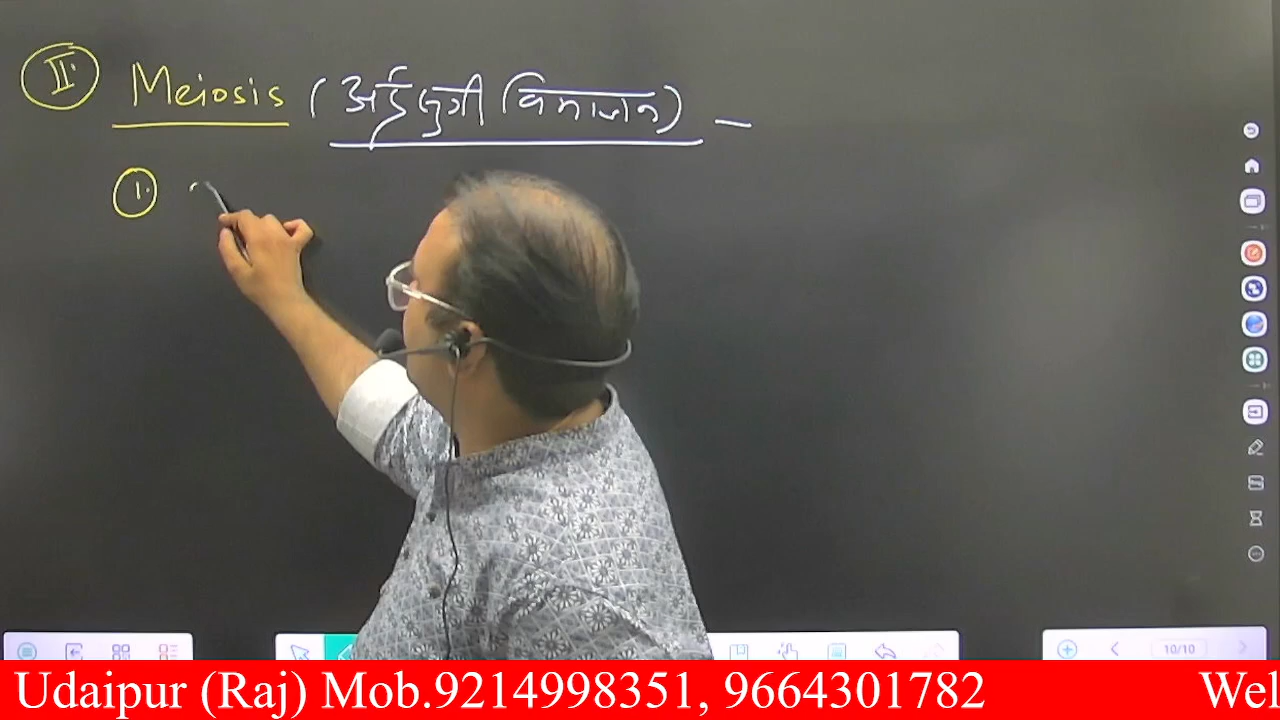 II. Meiosis (अर्द्धसुत्री विभाजन) –
1.
10/10
Udaipur (Raj) Mob.9214998351, 9664301782 Wel